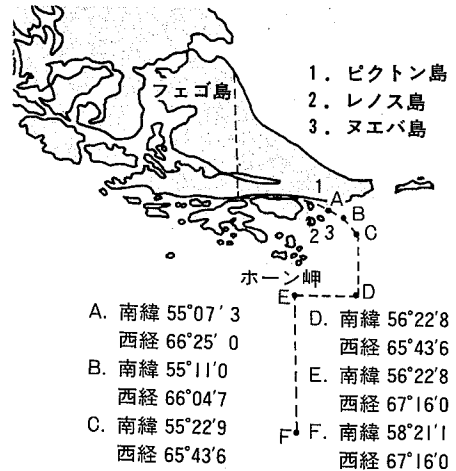 フェゴ島
1. ピクトン島
2. レノス島
3. ヌエバ島
1
A
B
2 3
C
ホーン岬
E
D
A. 南緯 55°07′3
西経 66°25′0
B. 南緯 55°11′0
西経 66°04′7
C. 南緯 55°22′9
西経 65°43′6
D. 南緯 56°22′8
西経 65°43′6
E. 南緯 56°22′8
西経 67°16′0
F
F. 南緯 58°21′1
西経 67°16′0